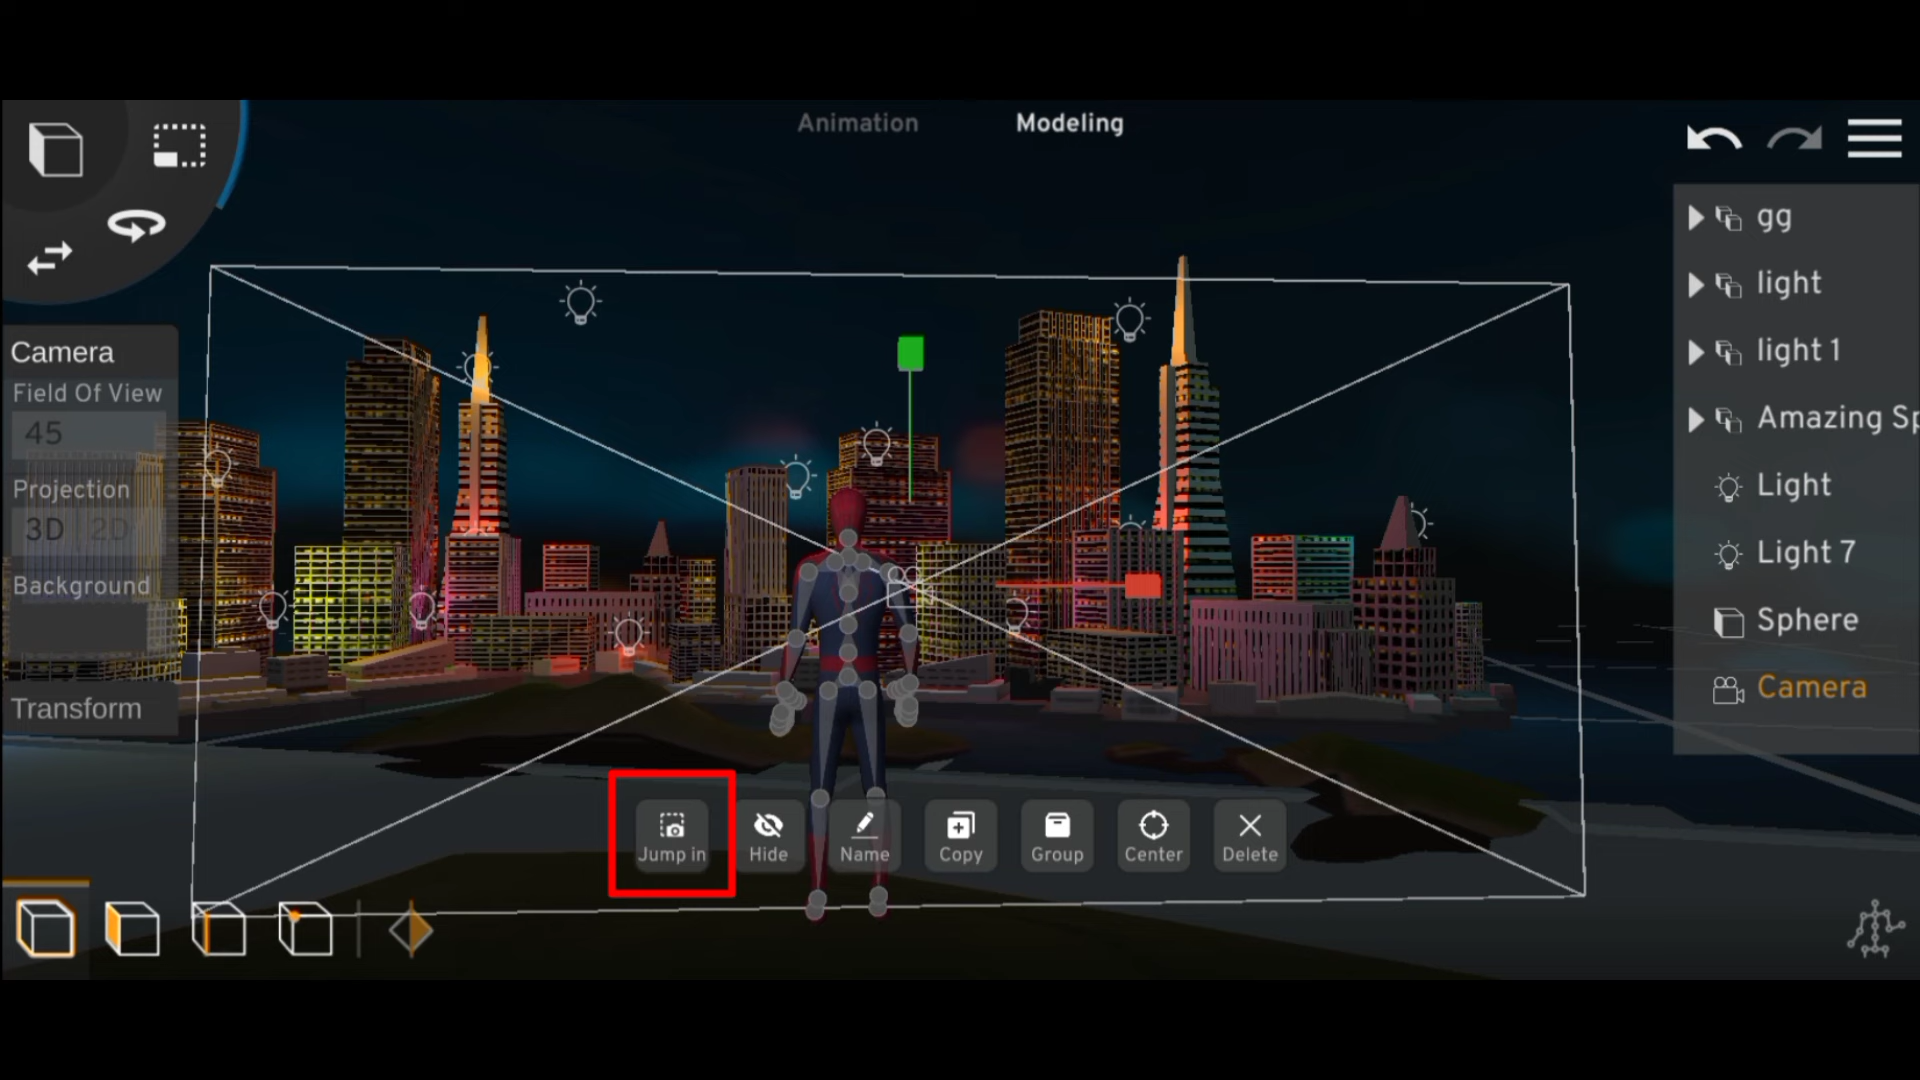 Animation Modeling
gg
light
light 1
Amazing Sp
Light
Light 7
Sphere
Camera
Camera
Field Of View
45
Projection
3D 2D
Background
Transform
Jump in Hide Name Copy Group Center Delete